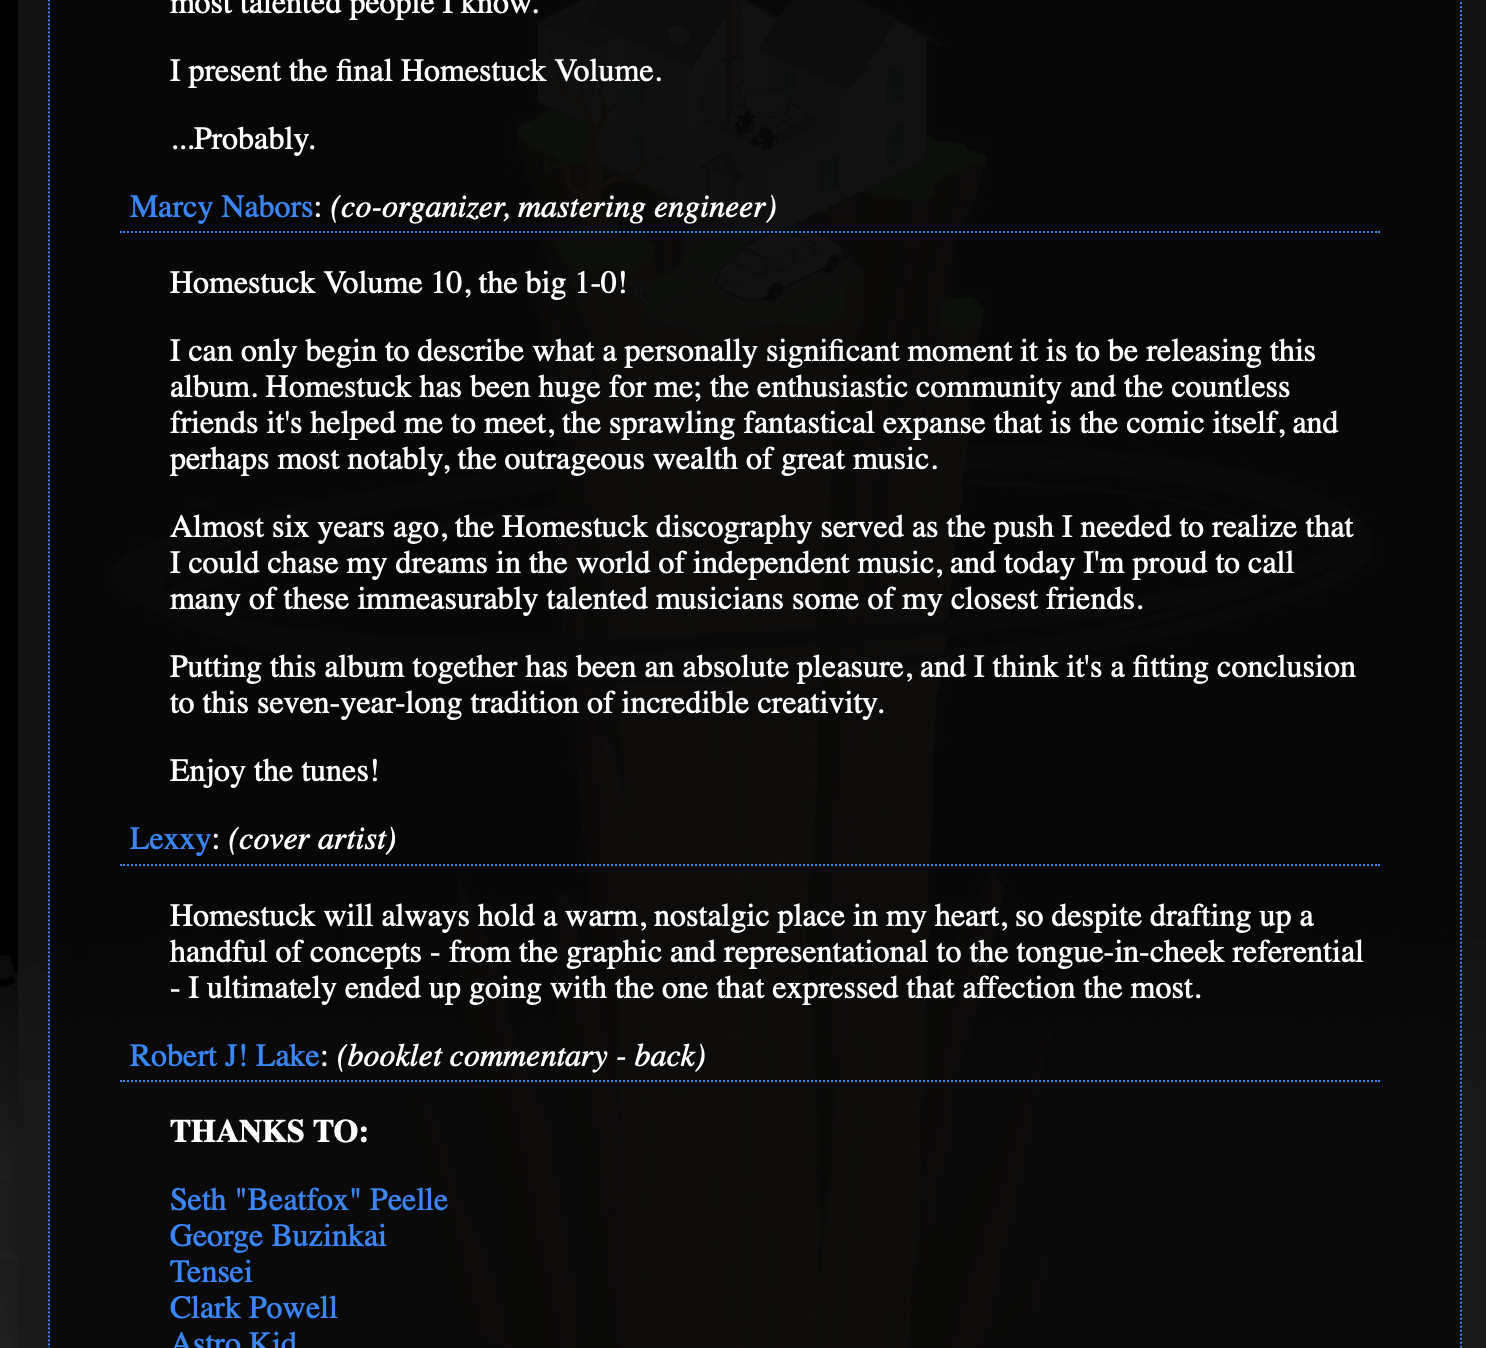 most talented people I know.
I present the final Homestuck Volume.
...Probably.
Marcy Nabors: (co-organizer, mastering engineer)
Homestuck Volume 10, the big 1-0!
I can only begin to describe what a personally significant moment it is to be releasing this
album. Homestuck has been huge for me; the enthusiastic community and the countless
friends it's helped me to meet, the sprawling fantastical expanse that is the comic itself, and
perhaps most notably, the outrageous wealth of great music.
Almost six years ago, the Homestuck discography served as the push I needed to realize that
I could chase my dreams in the world of independent music, and today I'm proud to call
many of these immeasurably talented musicians some of my closest friends.
Putting this album together has been an absolute pleasure, and I think it's a fitting conclusion
to this seven-year-long tradition of incredible creativity.
Enjoy the tunes!
Lexxy: (cover artist)
Homestuck will always hold a warm, nostalgic place in my heart, so despite drafting up a
handful of concepts - from the graphic and representational to the tongue-in-cheek referential
- I ultimately ended up going with the one that expressed that affection the most.
Robert J! Lake: (booklet commentary - back)
THANKS TO:
Seth "Beatfox" Peelle
George Buzinkai
Tensei
Clark Powell
Astro Kid